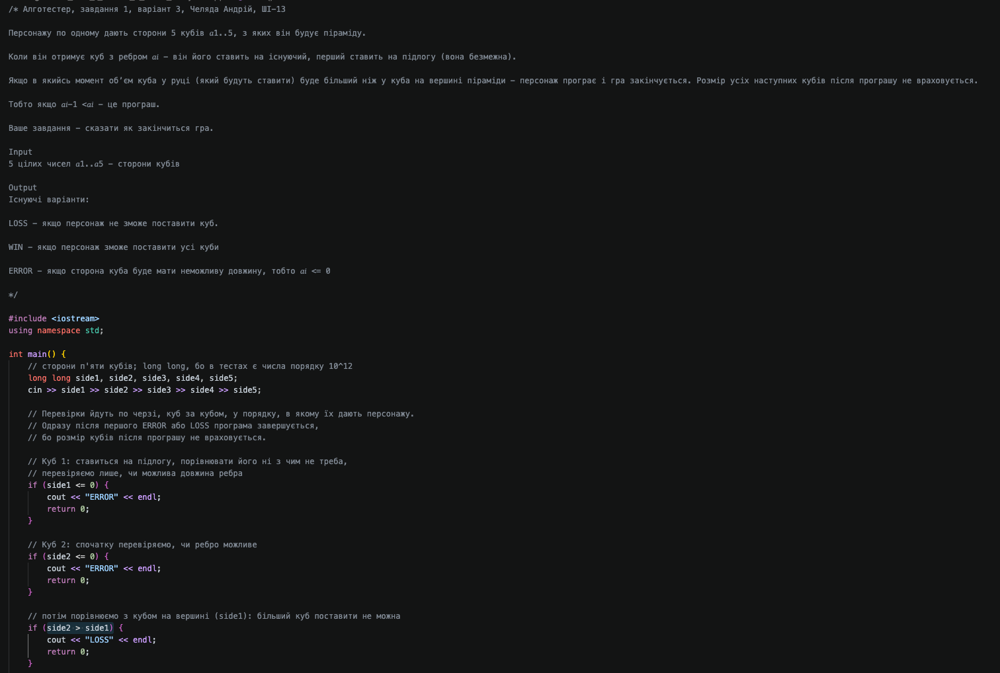 /* Алготестер, завдання 1, варіант 3, Челяда Андрій, ШІ-13
Персонажу по одному дають сторони 5 кубів a1..5, з яких він будує піраміду.
Коли він отримує куб з ребром ai – він його ставить на існуючий, перший ставить на підлогу (вона безмежна).
Якщо в якийсь момент об’єм куба у руці (який будуть ставити) буде більший ніж у куба на вершині піраміди – персонаж програє і гра закінчується. Розмір усіх наступних кубів після програшу не враховується.
Тобто якщо ai−1 <ai – це програш.
Ваше завдання – сказати як закінчиться гра.
Input
5 цілих чисел a1..a5 – сторони кубів
Output
Існуючі варіанти:
LOSS – якщо персонаж не зможе поставити куб.
WIN – якщо персонаж зможе поставити усі куби
ERROR – якщо сторона куба буде мати неможливу довжину, тобто ai <= 0
*/
#include <iostream>
using namespace std;
int main() {
// сторони п'яти кубів; long long, бо в тестах є числа порядку 10^12
long long side1, side2, side3, side4, side5;
cin >> side1 >> side2 >> side3 >> side4 >> side5;
// Перевірки йдуть по черзі, куб за кубом, у порядку, в якому їх дають персонажу.
// Одразу після першого ERROR або LOSS програма завершується,
// бо розмір кубів після програшу не враховується.
// Куб 1: ставиться на підлогу, порівнювати його ні з чим не треба,
// перевіряємо лише, чи можлива довжина ребра
if (side1 <= 0) {
cout << "ERROR" << endl;
return 0;
}
// Куб 2: спочатку перевіряємо, чи ребро можливе
if (side2 <= 0) {
cout << "ERROR" << endl;
return 0;
}
// потім порівнюємо з кубом на вершині (side1): більший куб поставити не можна
if (side2 > side1) {
cout << "LOSS" << endl;
return 0;
}